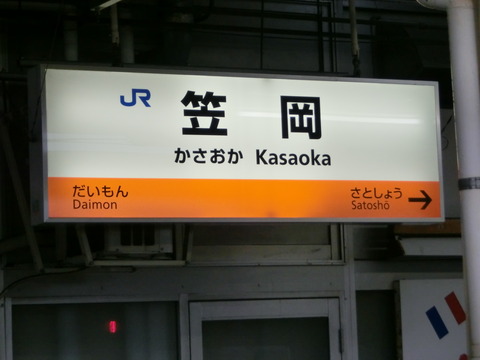 JR 笠岡
かさおか Kasaoka
だいもん さとしょう
Daimon Satoshō →